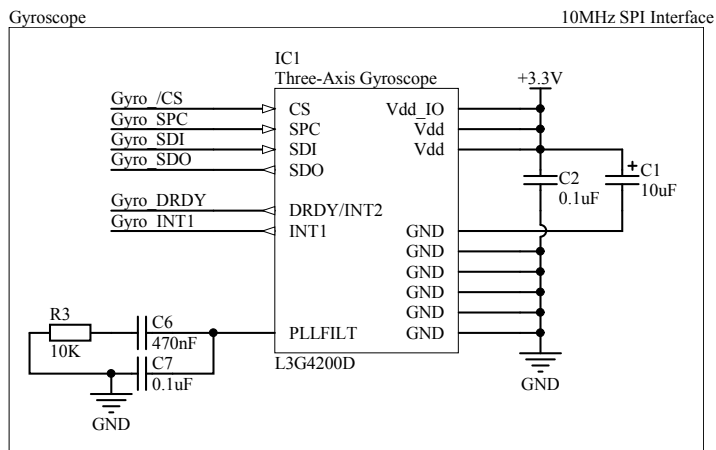 Gyroscope 10MHz SPI Interface
IC1
Three-Axis Gyroscope
+3.3V
Gyro_/CS CS Vdd_IO
Gyro_SPC SPC Vdd
Gyro_SDI SDI Vdd
Gyro_SDO SDO
+ C1
C2 10uF
0.1uF
Gyro_DRDY DRDY/INT2
Gyro_INT1 INT1 GND
GND
GND
GND
GND
R3 C6 PLLFILT GND
10K 470nF
C7 L3G4200D
0.1uF GND
GND